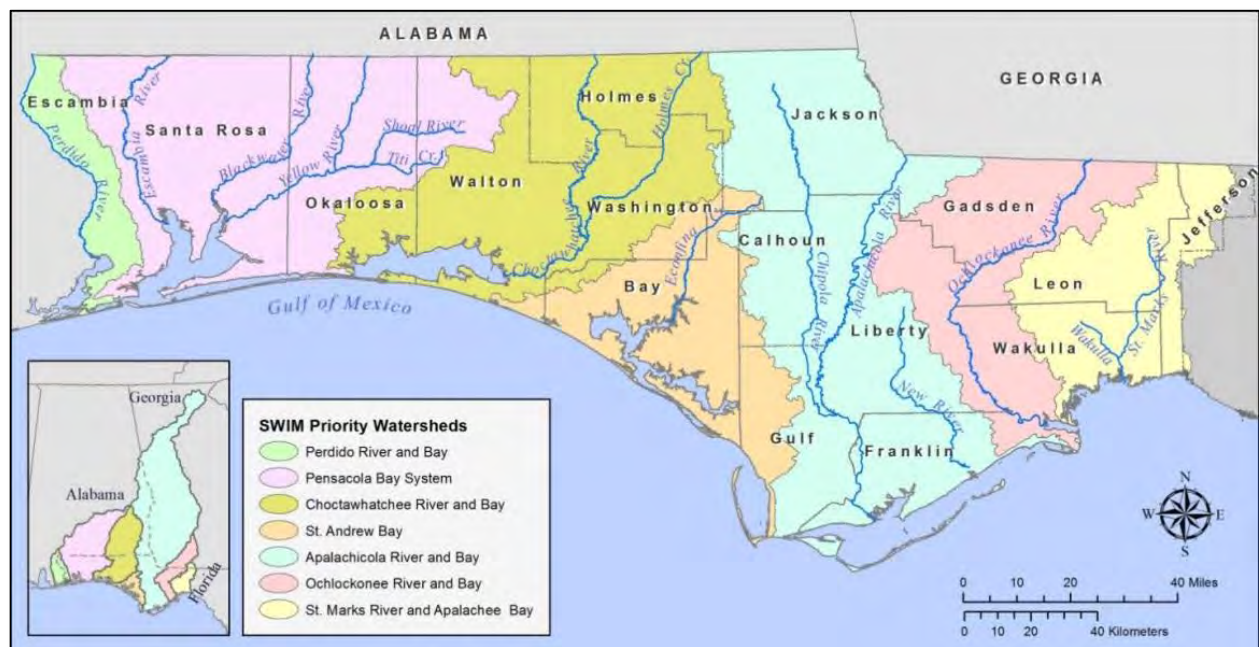 ALABAMA
GEORGIA
Escambia
Santa Rosa
Okaloosa
Walton
Holmes
Washington
Bay
Jackson
Calhoun
Gulf
Liberty
Franklin
Gadsden
Leon
Wakulla
Jefferson
Perdido River
Escambia River
Blackwater River
Yellow River
Shoal River
Titi Cr.
Choctawhatchee River
Holmes Cr.
Econfina
Chipola River
Apalachicola River
New River
Ochlockonee River
Wakulla
St. Marks River
Gulf of Mexico
Georgia
Alabama
Florida
SWIM Priority Watersheds
Perdido River and Bay
Pensacola Bay System
Choctawhatchee River and Bay
St. Andrew Bay
Apalachicola River and Bay
Ochlockonee River and Bay
St. Marks River and Apalachee Bay
N
W E
S
0 10 20 40 Miles
0 10 20 40 Kilometers